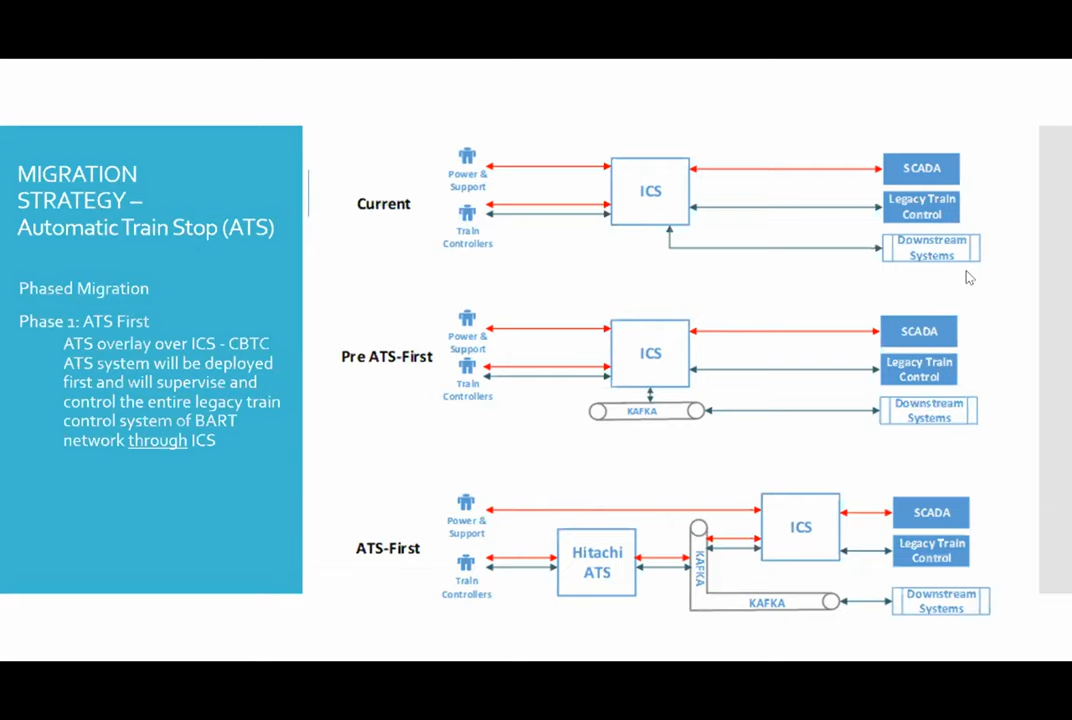 MIGRATION
STRATEGY –
Automatic Train Stop (ATS)
Phased Migration
Phase 1: ATS First
ATS overlay over ICS - CBTC
ATS system will be deployed
first and will supervise and
control the entire legacy train
control system of BART
network through ICS
Current
Power &
Support
Train
Controllers
ICS
SCADA
Legacy Train
Control
Downstream
Systems
Pre ATS-First
Power &
Support
Train
Controllers
ICS
KAFKA
SCADA
Legacy Train
Control
Downstream
Systems
ATS-First
Power &
Support
Train
Controllers
Hitachi
ATS
KAFKA
KAFKA
ICS
SCADA
Legacy Train
Control
Downstream
Systems